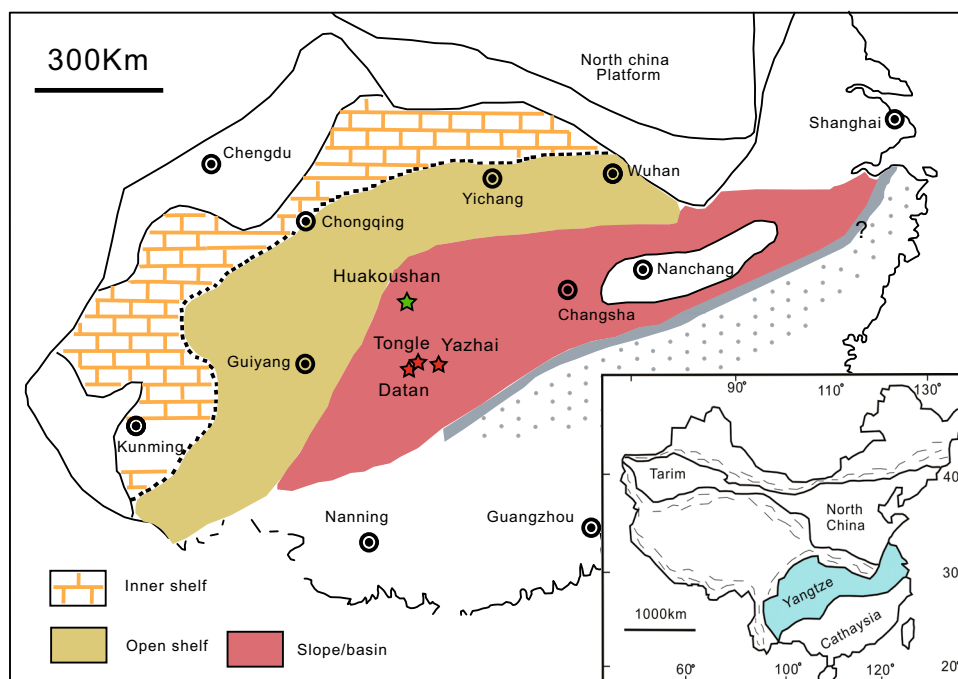 300Km
North china
Platform
Shanghai
Chengdu
Wuhan
Yichang
Chongqing
?
Nanchang
Huakoushan
Changsha
Tongle
Yazhai
Guiyang
Datan
Kunming
Nanning
Guangzhou
Inner shelf
Open shelf
Slope/basin
90°
110°
130°
40°
Tarim
North
China
30°
Yangtze
1000km
Cathaysia
20°
60°
100°
120°